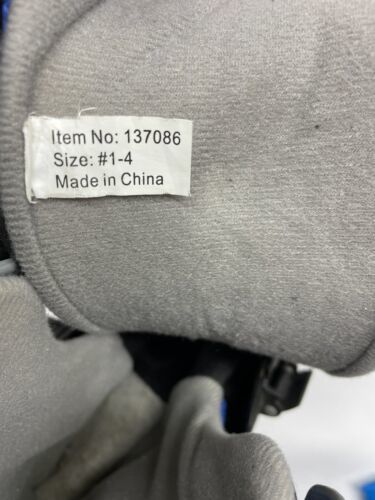 Item No: 137086
Size: #1-4
Made in China